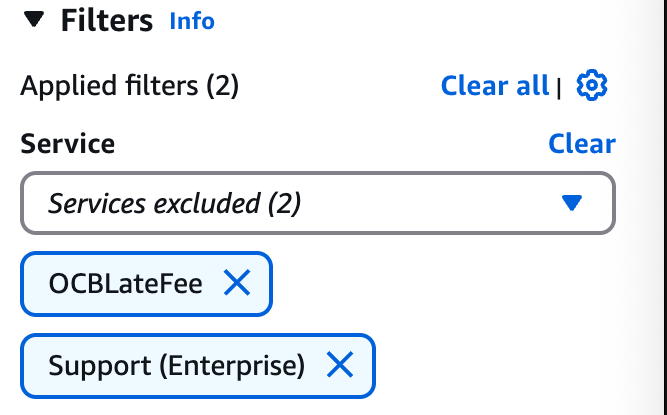 Filters Info
Applied filters (2) Clear all |
Service Clear
Services excluded (2)
OCBLateFee
Support (Enterprise)